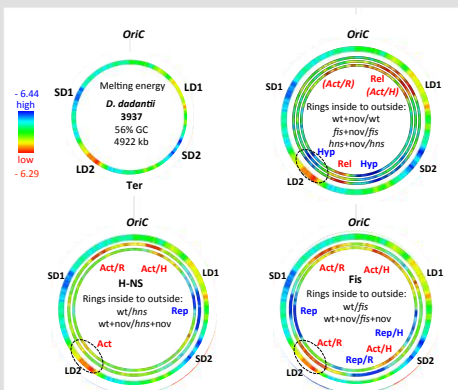 OriC
SD1
LD1
Melting energy
D. dadantii
3937
56% GC
4922 kb
SD2
LD2
Ter
- 6.44
high
low
- 6.29
OriC
(Act/R)
Rel
(Act/H)
LD1
SD1
Rings inside to outside:
wt+nov/wt
fis+nov/fis
hns+nov/hns
Hyp
Rel
Hyp
SD2
LD2
OriC
SD1
Act/R
Act/H
LD1
H-NS
Rings inside to outside:
wt/hns
wt+nov/hns+nov
Rep
Act
SD2
LD2
OriC
SD1
Act/R
Act/H
LD1
Fis
Rings inside to outside:
wt/fis
wt+nov/fis+nov
Rep
Rep/H
Act/R
Act/H
Rep/R
SD2
LD2